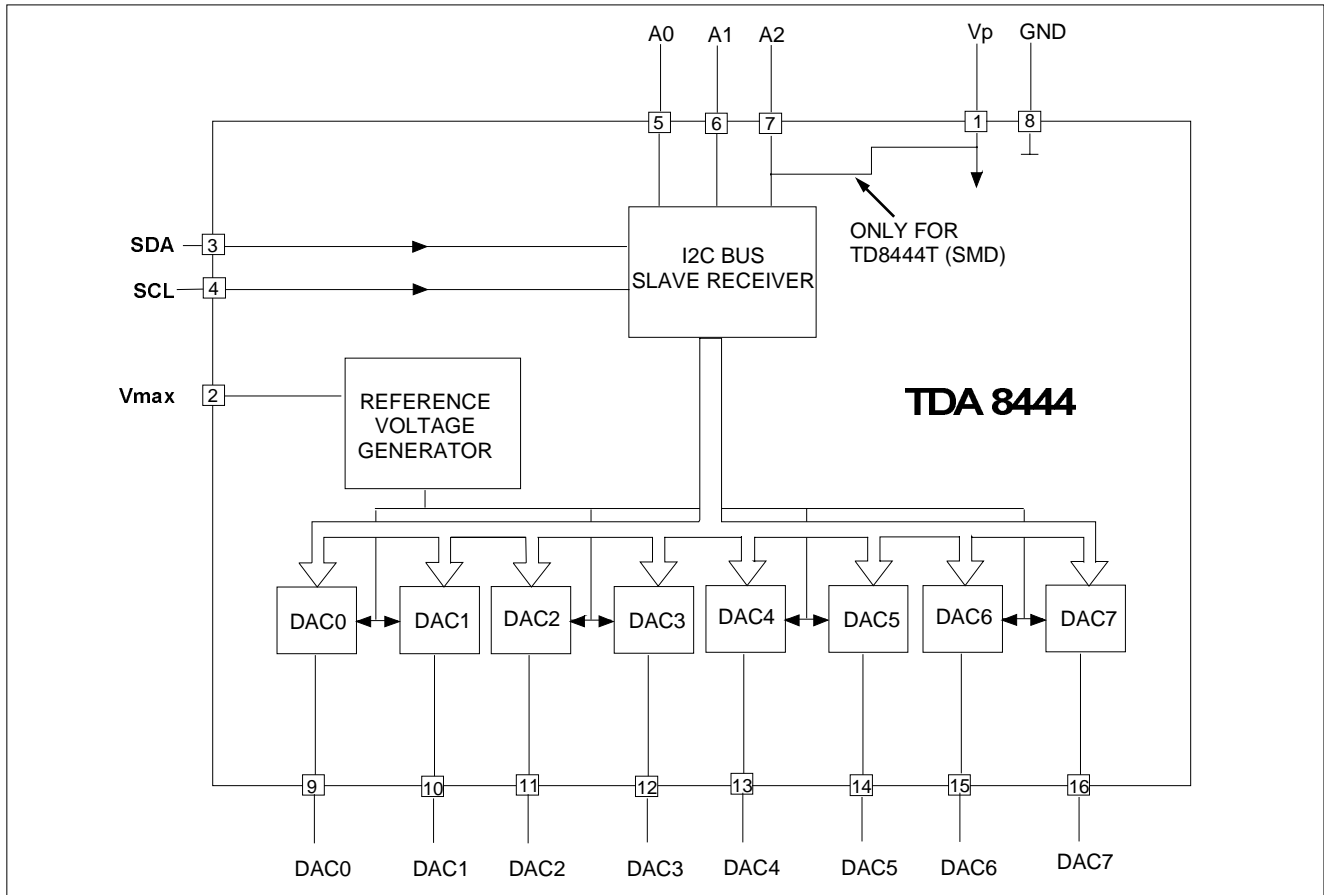 A0 A1 A2 Vp GND
5 6 7 1 8
ONLY FOR
TD8444T (SMD)
SDA 3
I2C BUS
SLAVE RECEIVER
SCL 4
Vmax 2
REFERENCE
VOLTAGE
GENERATOR
TDA 8444
DAC0 DAC1 DAC2 DAC3 DAC4 DAC5 DAC6 DAC7
9 10 11 12 13 14 15 16
DAC0 DAC1 DAC2 DAC3 DAC4 DAC5 DAC6 DAC7